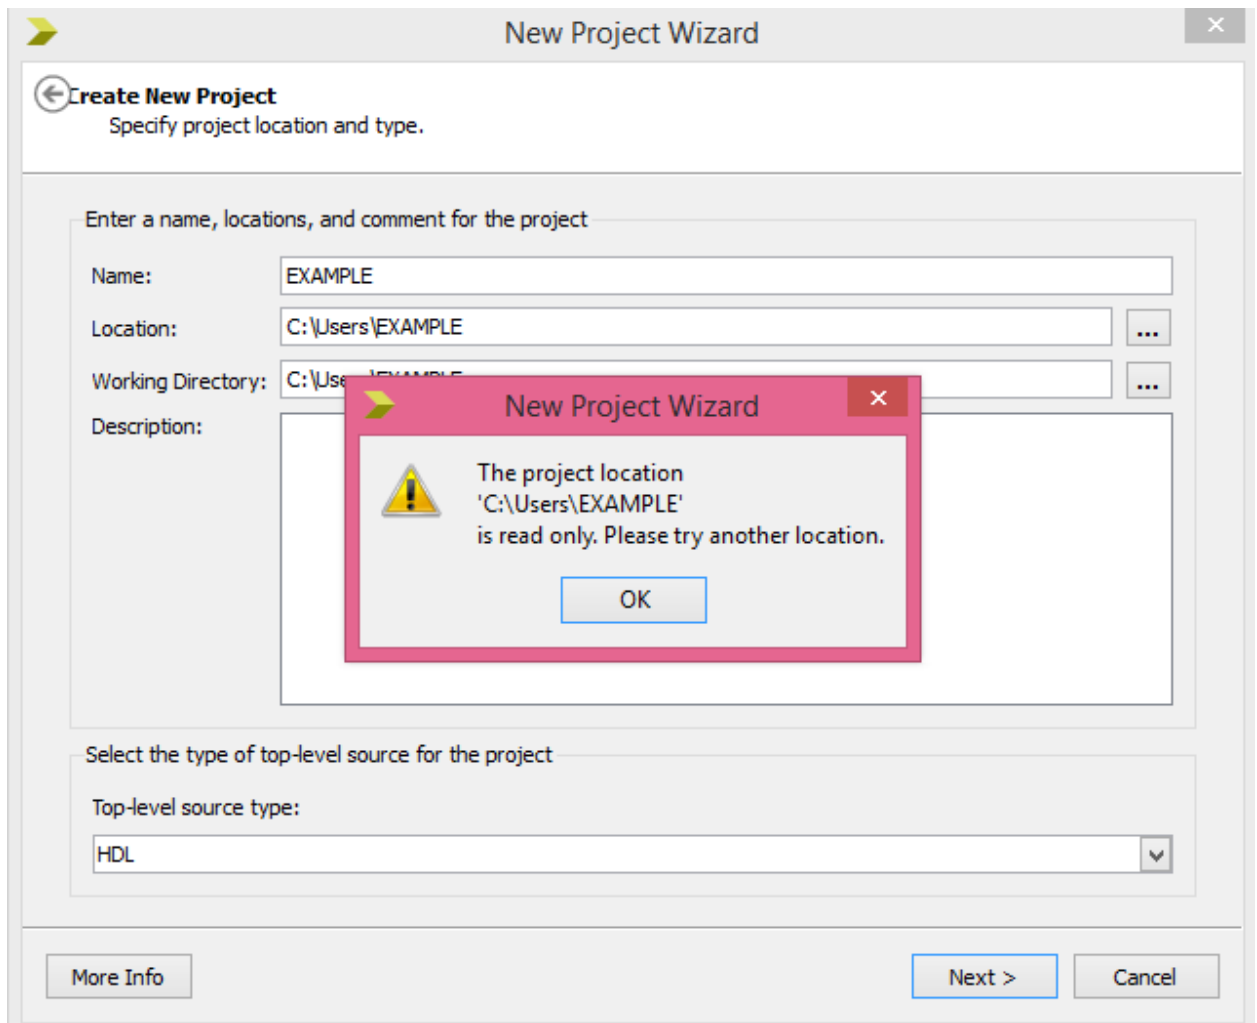 New Project Wizard
Create New Project
Specify project location and type.
Enter a name, locations, and comment for the project
Name:
EXAMPLE
Location:
C:\Users\EXAMPLE
...
Working Directory:
C:\Use
...
Description:
New Project Wizard
The project location
'C:\Users\EXAMPLE'
is read only. Please try another location.
OK
Select the type of top-level source for the project
Top-level source type:
HDL
More Info
Next >
Cancel